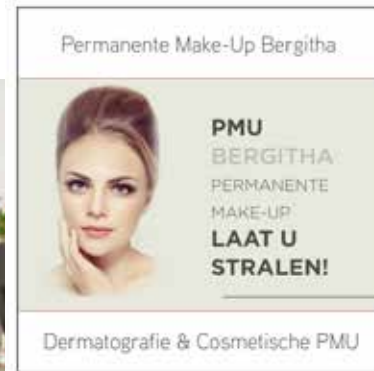 Permanente Make-Up Bergitha
PMU
BERGITHA
PERMANENTE
MAKE-UP
LAAT U
STRALEN!
Dermatografie & Cosmetische PMU